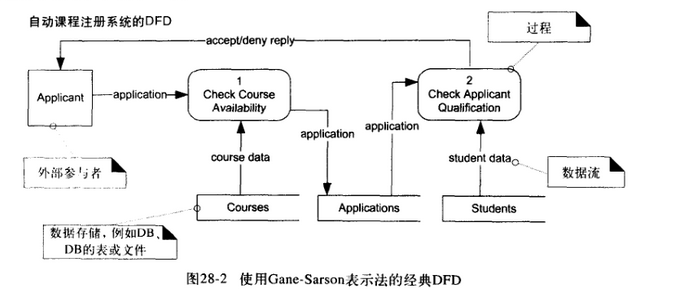 自动课程注册系统的DFD
accept/deny reply
过程
Applicant
application
1
Check Course
Availability
application
application
2
Check Applicant
Qualification
外部参与者
course data
student data
数据流
Courses
Applications
Students
数据存储，例如DB、
DB的表或文件
图28-2 使用Gane-Sarson表示法的经典DFD